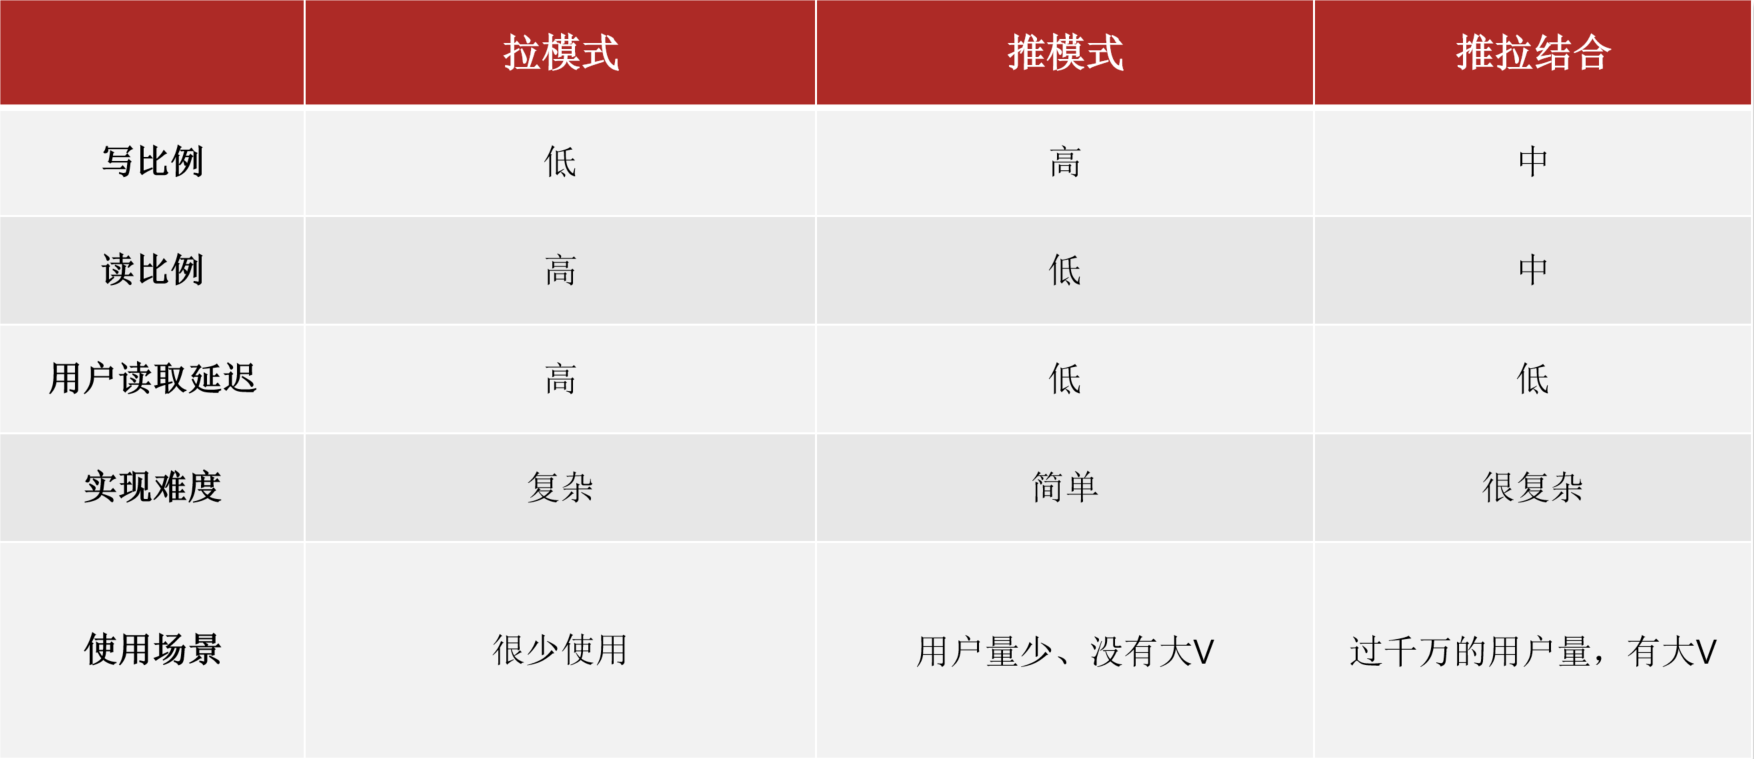 拉模式 推模式 推拉结合
写比例 低 高 中
读比例 高 低 中
用户读取延迟 高 低 低
实现难度 复杂 简单 很复杂
使用场景 很少使用 用户量少、没有大V 过千万的用户量，有大V